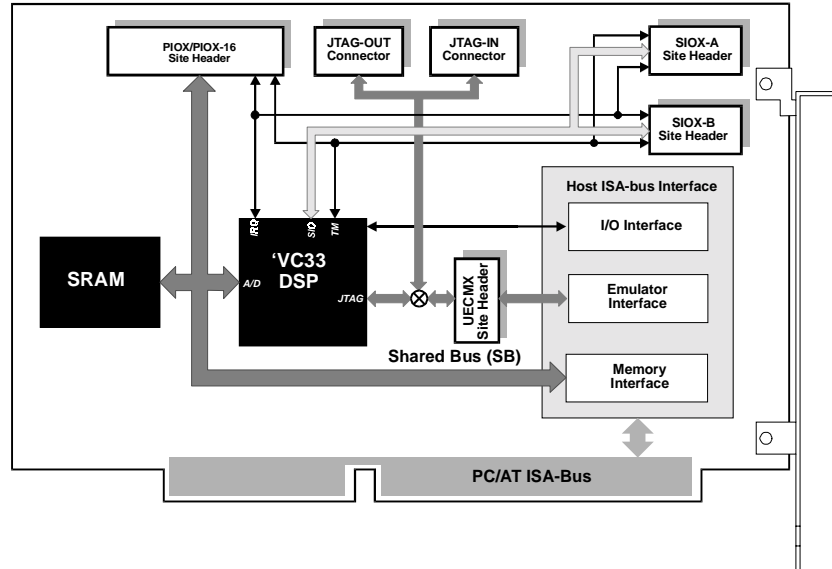 PIOX/PIOX-16
Site Header
JTAG-OUT
Connector
JTAG-IN
Connector
SIOX-A
Site Header
SIOX-B
Site Header
Host ISA-bus Interface
I/O Interface
Emulator
Interface
Memory
Interface
IRQ
SIO
TM
‘VC33
DSP
A/D
JTAG
SRAM
UECMX
Site Header
Shared Bus (SB)
PC/AT ISA-Bus